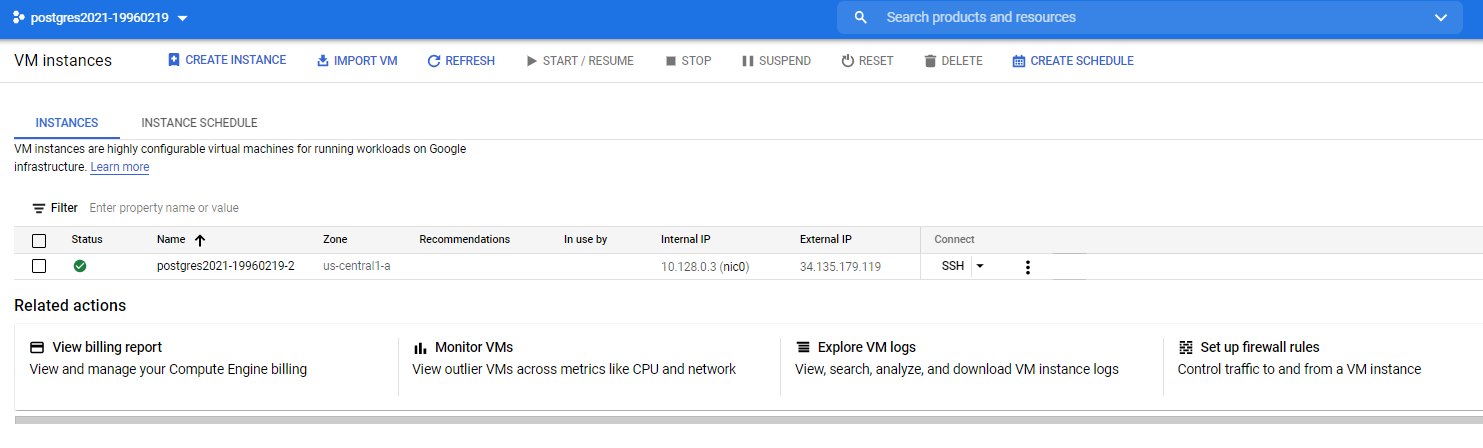 postgres2021-19960219
Search products and resources
VM instances CREATE INSTANCE IMPORT VM REFRESH START / RESUME STOP SUSPEND RESET DELETE CREATE SCHEDULE
INSTANCES INSTANCE SCHEDULE
VM instances are highly configurable virtual machines for running workloads on Google
infrastructure. Learn more
Filter Enter property name or value
Status Name Zone Recommendations In use by Internal IP External IP Connect
postgres2021-19960219-2 us-central1-a 10.128.0.3 (nic0) 34.135.179.119 SSH
Related actions
View billing report
View and manage your Compute Engine billing
Monitor VMs
View outlier VMs across metrics like CPU and network
Explore VM logs
View, search, analyze, and download VM instance logs
Set up firewall rules
Control traffic to and from a VM instance